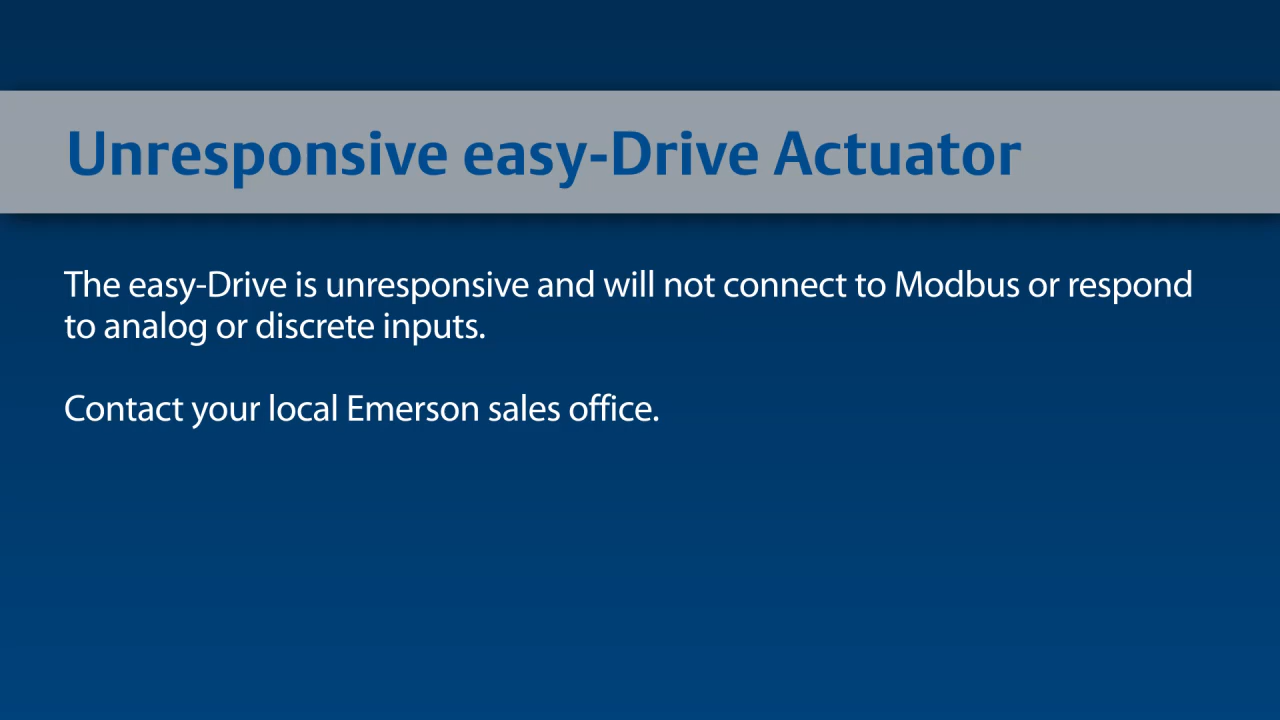 Unresponsive easy-Drive Actuator
The easy-Drive is unresponsive and will not connect to Modbus or respond
to analog or discrete inputs.
Contact your local Emerson sales office.